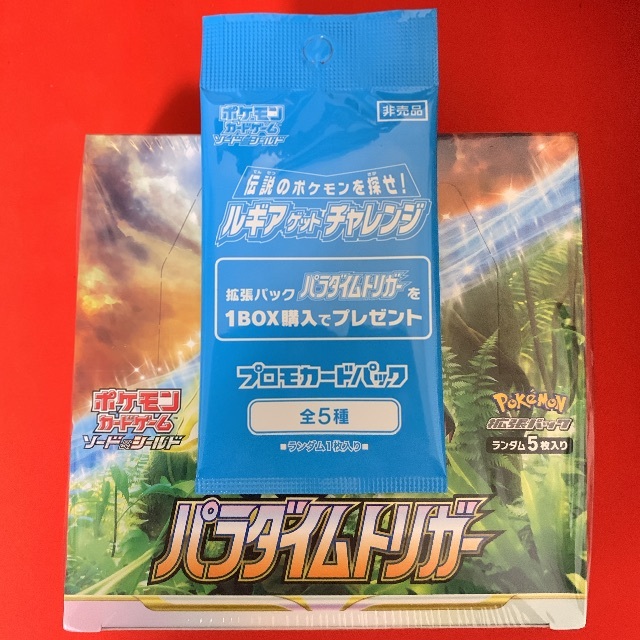 ポケモン
カードゲーム
ソード&シールド
非売品
伝説のポケモンを探せ!
ルギアゲットチャレンジ
拡張パック パラダイムトリガーを
1BOX購入でプレゼント
プロモカードパック
全5種
■ランダム1枚入り■
ポケモン
カードゲーム
ソード&シールド
POKéMON
拡張パック
ランダム5枚入り
パラダイムトリガー